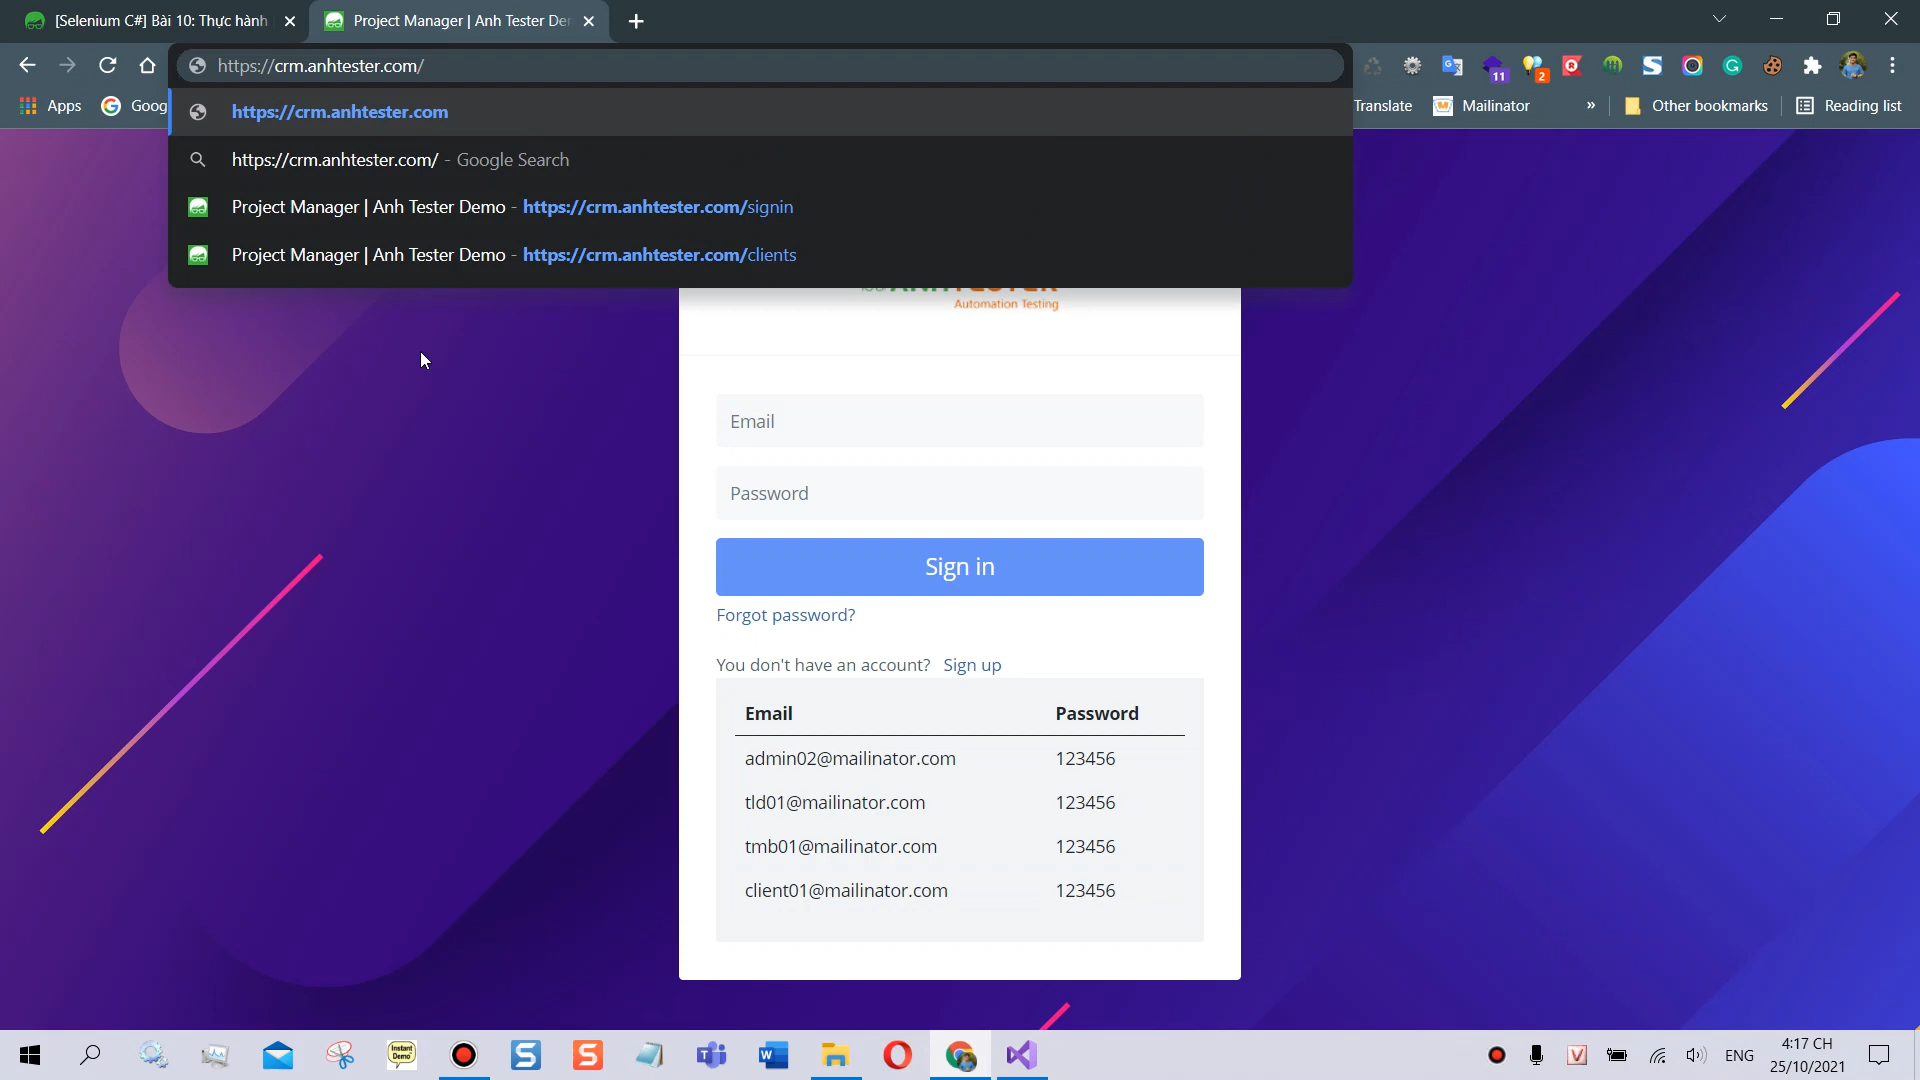 [Selenium C#] Bài 10: Thực hành
Project Manager | Anh Tester De
https://crm.anhtester.com/
11
2
Apps
Goog
https://crm.anhtester.com
Translate
Mailinator
»
Other bookmarks
Reading list
https://crm.anhtester.com/ - Google Search
Project Manager | Anh Tester Demo - https://crm.anhtester.com/signin
Project Manager | Anh Tester Demo - https://crm.anhtester.com/clients
Automation Testing
Email
Password
Sign in
Forgot password?
You don't have an account? Sign up
Email Password
admin02@mailinator.com 123456
tld01@mailinator.com 123456
tmb01@mailinator.com 123456
client01@mailinator.com 123456
Instant
Demo
ENG
4:17 CH
25/10/2021